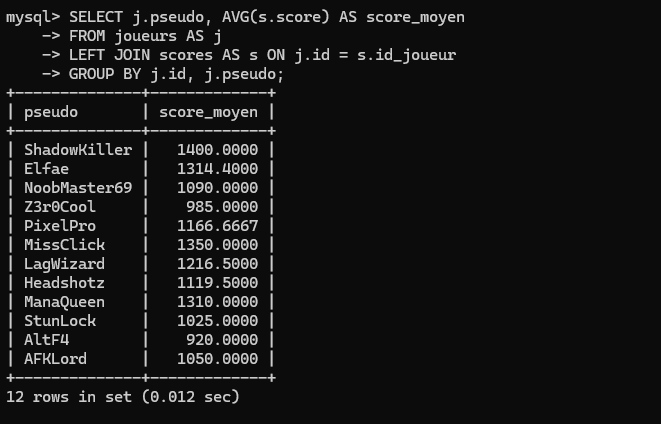 mysql> SELECT j.pseudo, AVG(s.score) AS score_moyen
    -> FROM joueurs AS j
    -> LEFT JOIN scores AS s ON j.id = s.id_joueur
    -> GROUP BY j.id, j.pseudo;
+--------------+-------------+
| pseudo       | score_moyen |
+--------------+-------------+
| ShadowKiller |   1400.0000 |
| Elfae        |   1314.4000 |
| NoobMaster69 |   1090.0000 |
| Z3r0Cool     |    985.0000 |
| PixelPro     |   1166.6667 |
| MissClick    |   1350.0000 |
| LagWizard    |   1216.5000 |
| Headshotz    |   1119.5000 |
| ManaQueen    |   1310.0000 |
| StunLock     |   1025.0000 |
| AltF4        |    920.0000 |
| AFKLord      |   1050.0000 |
+--------------+-------------+
12 rows in set (0.012 sec)